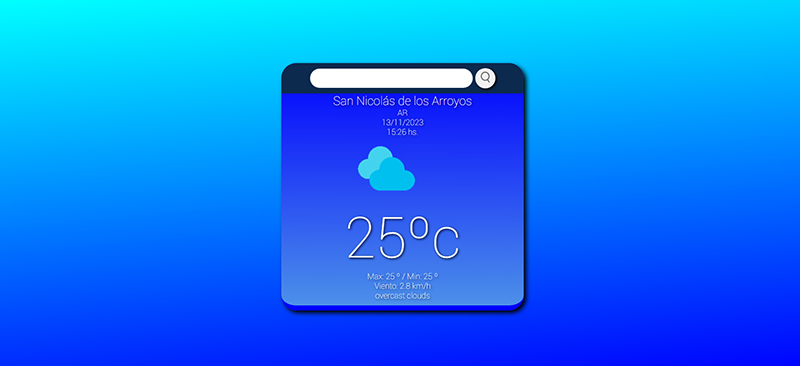 San Nicolás de los Arroyos
AR
13/11/2023
15:26 hs.
25ºc
Max: 25 º / Min: 25 º
Viento: 2.8 km/h
overcast clouds